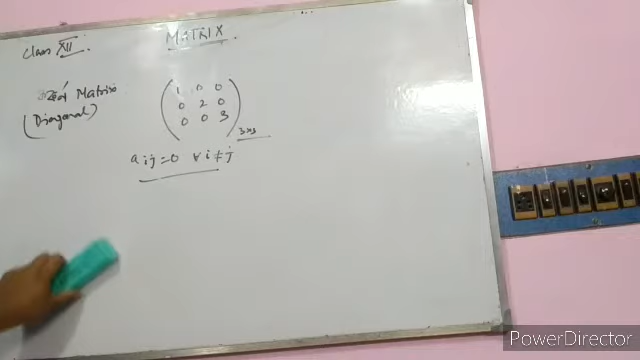 MATRIX
Class XII.
Matrix
(Diagonal)
1 0 0
0 2 0
0 0 3
3×3
aij=0 ∀ i≠j
PowerDirector